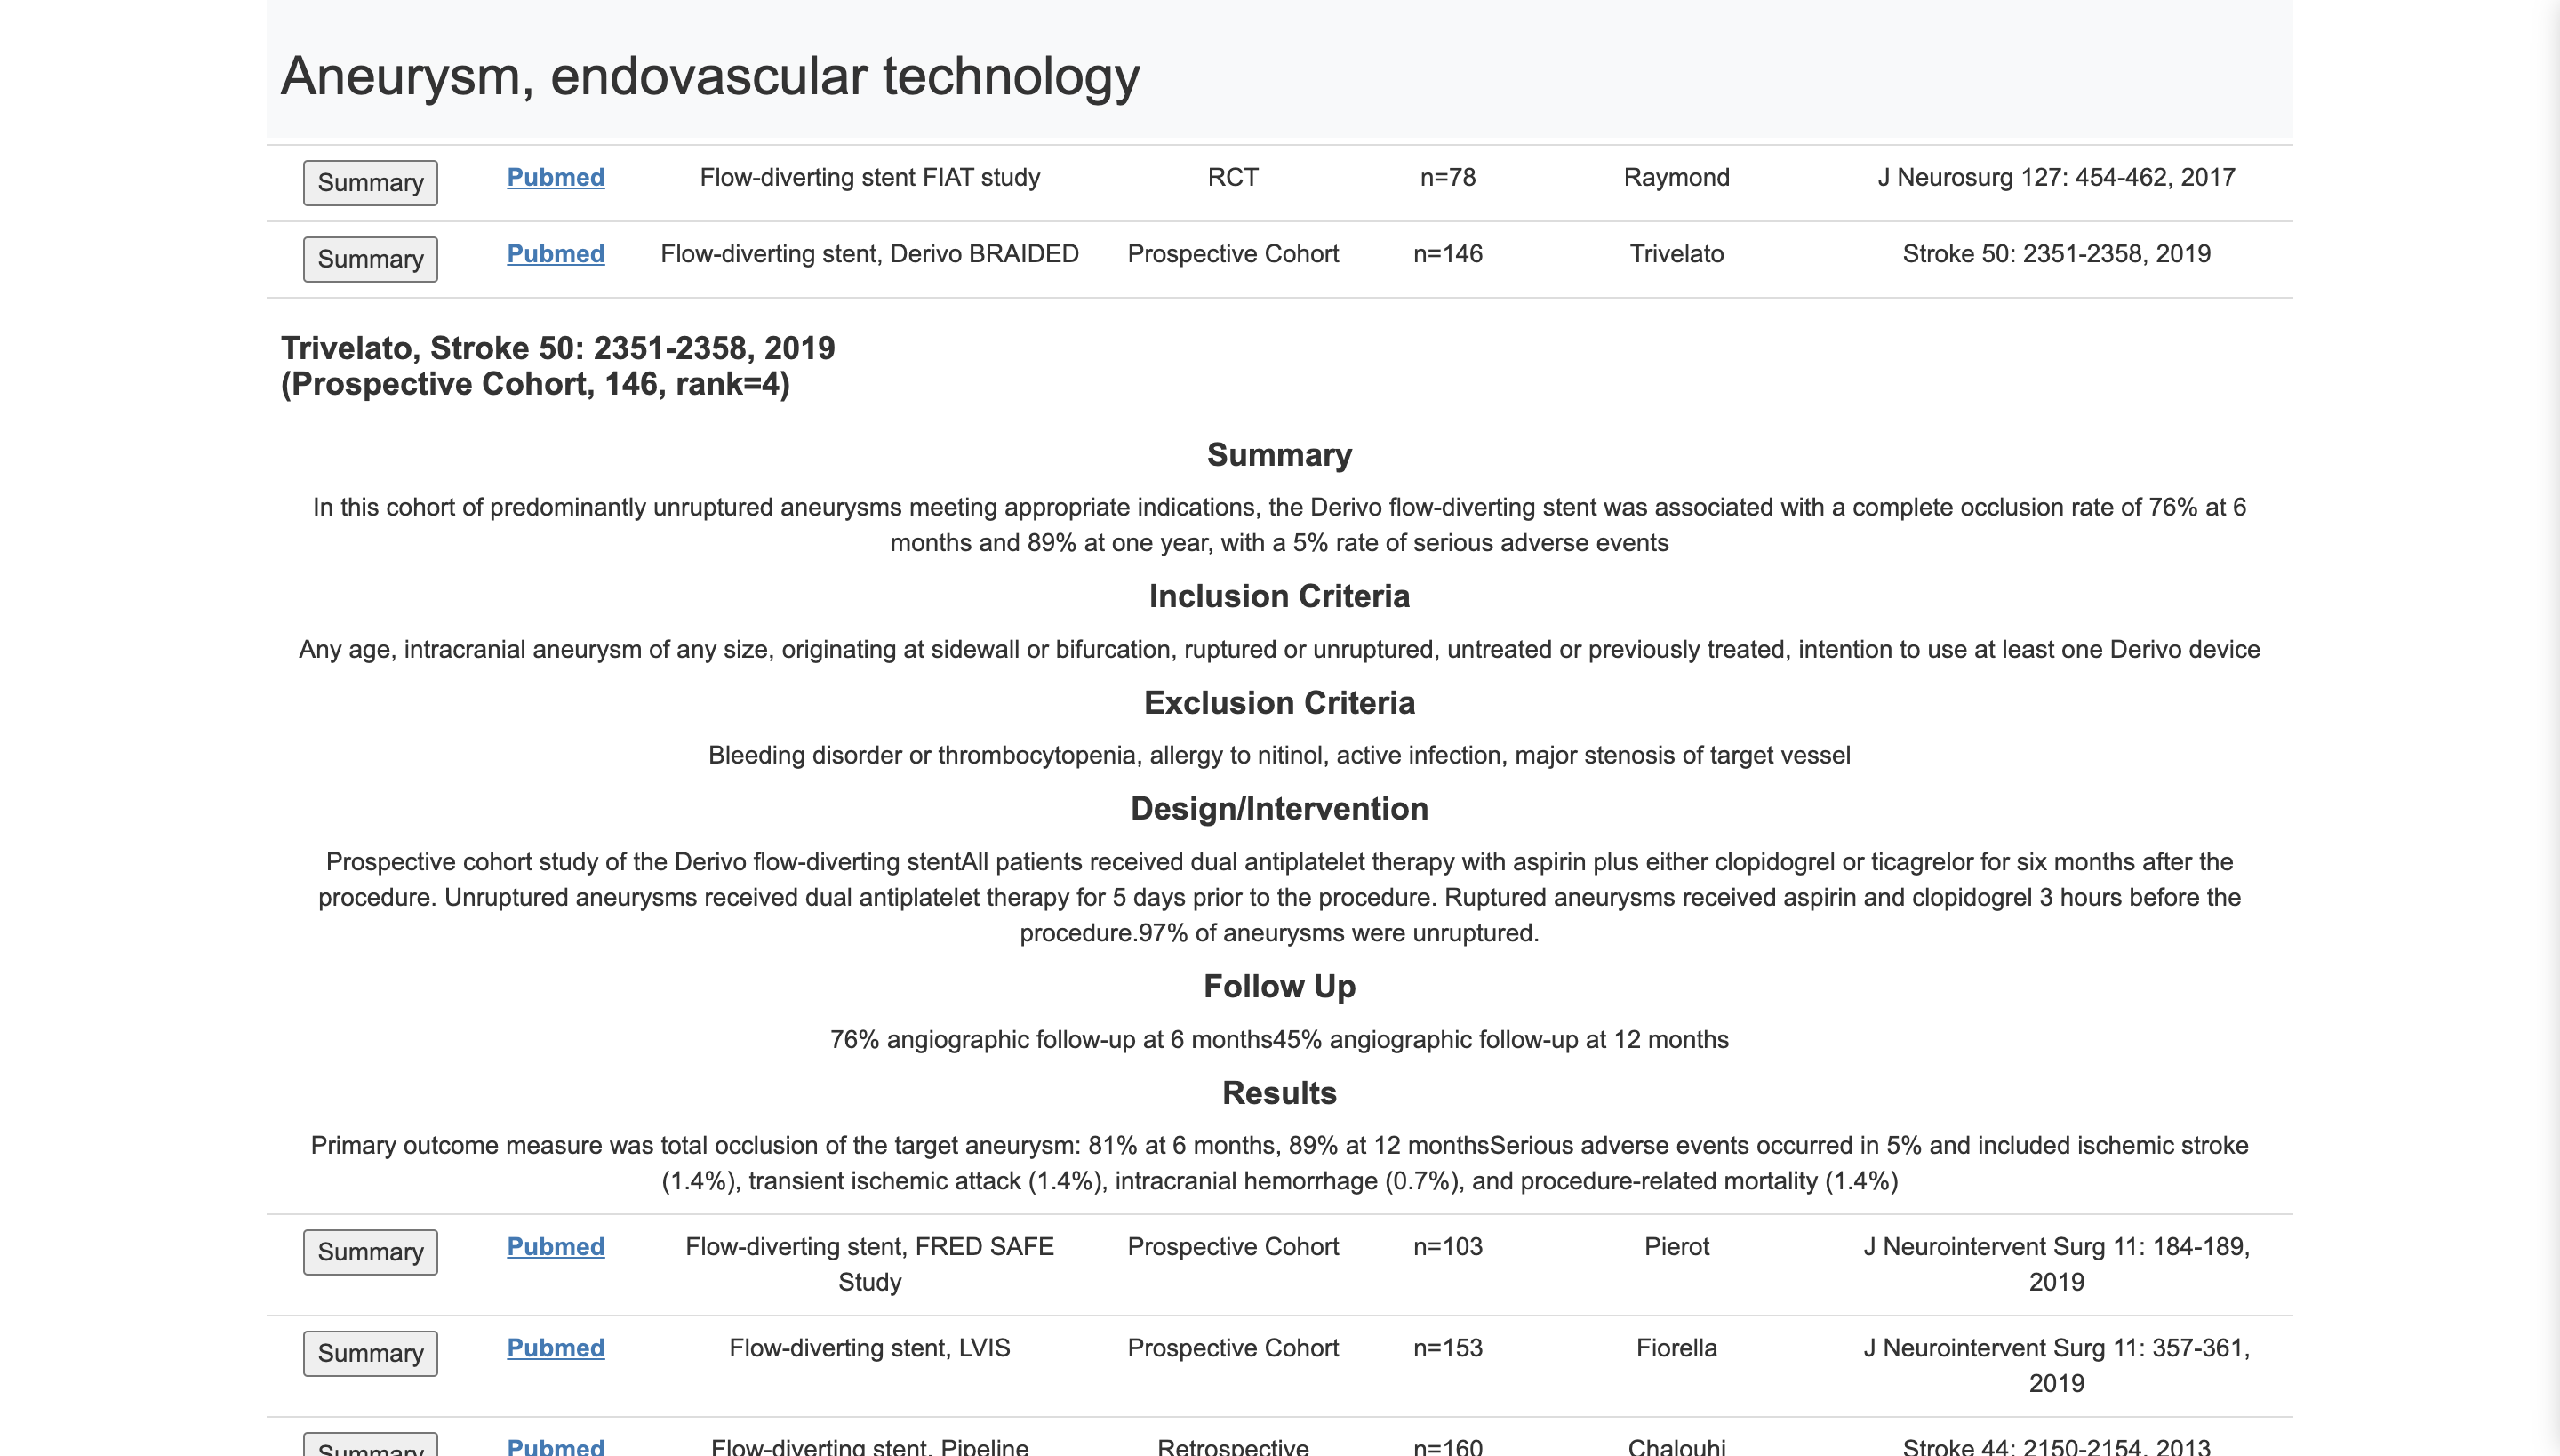 Aneurysm, endovascular technology
Summary Pubmed Flow-diverting stent FIAT study RCT n=78 Raymond J Neurosurg 127: 454-462, 2017
Summary Pubmed Flow-diverting stent, Derivo BRAIDED Prospective Cohort n=146 Trivelato Stroke 50: 2351-2358, 2019
Trivelato, Stroke 50: 2351-2358, 2019
(Prospective Cohort, 146, rank=4)
Summary
In this cohort of predominantly unruptured aneurysms meeting appropriate indications, the Derivo flow-diverting stent was associated with a complete occlusion rate of 76% at 6
months and 89% at one year, with a 5% rate of serious adverse events
Inclusion Criteria
Any age, intracranial aneurysm of any size, originating at sidewall or bifurcation, ruptured or unruptured, untreated or previously treated, intention to use at least one Derivo device
Exclusion Criteria
Bleeding disorder or thrombocytopenia, allergy to nitinol, active infection, major stenosis of target vessel
Design/Intervention
Prospective cohort study of the Derivo flow-diverting stentAll patients received dual antiplatelet therapy with aspirin plus either clopidogrel or ticagrelor for six months after the
procedure. Unruptured aneurysms received dual antiplatelet therapy for 5 days prior to the procedure. Ruptured aneurysms received aspirin and clopidogrel 3 hours before the
procedure.97% of aneurysms were unruptured.
Follow Up
76% angiographic follow-up at 6 months45% angiographic follow-up at 12 months
Results
Primary outcome measure was total occlusion of the target aneurysm: 81% at 6 months, 89% at 12 monthsSerious adverse events occurred in 5% and included ischemic stroke
(1.4%), transient ischemic attack (1.4%), intracranial hemorrhage (0.7%), and procedure-related mortality (1.4%)
Summary Pubmed Flow-diverting stent, FRED SAFE Prospective Cohort n=103 Pierot J Neurointervent Surg 11: 184-189,
Study 2019
Summary Pubmed Flow-diverting stent, LVIS Prospective Cohort n=153 Fiorella J Neurointervent Surg 11: 357-361,
2019
Summary Pubmed Flow-diverting stent, Pipeline Retrospective n=160 Chalouhi Stroke 44: 2150-2154, 2013